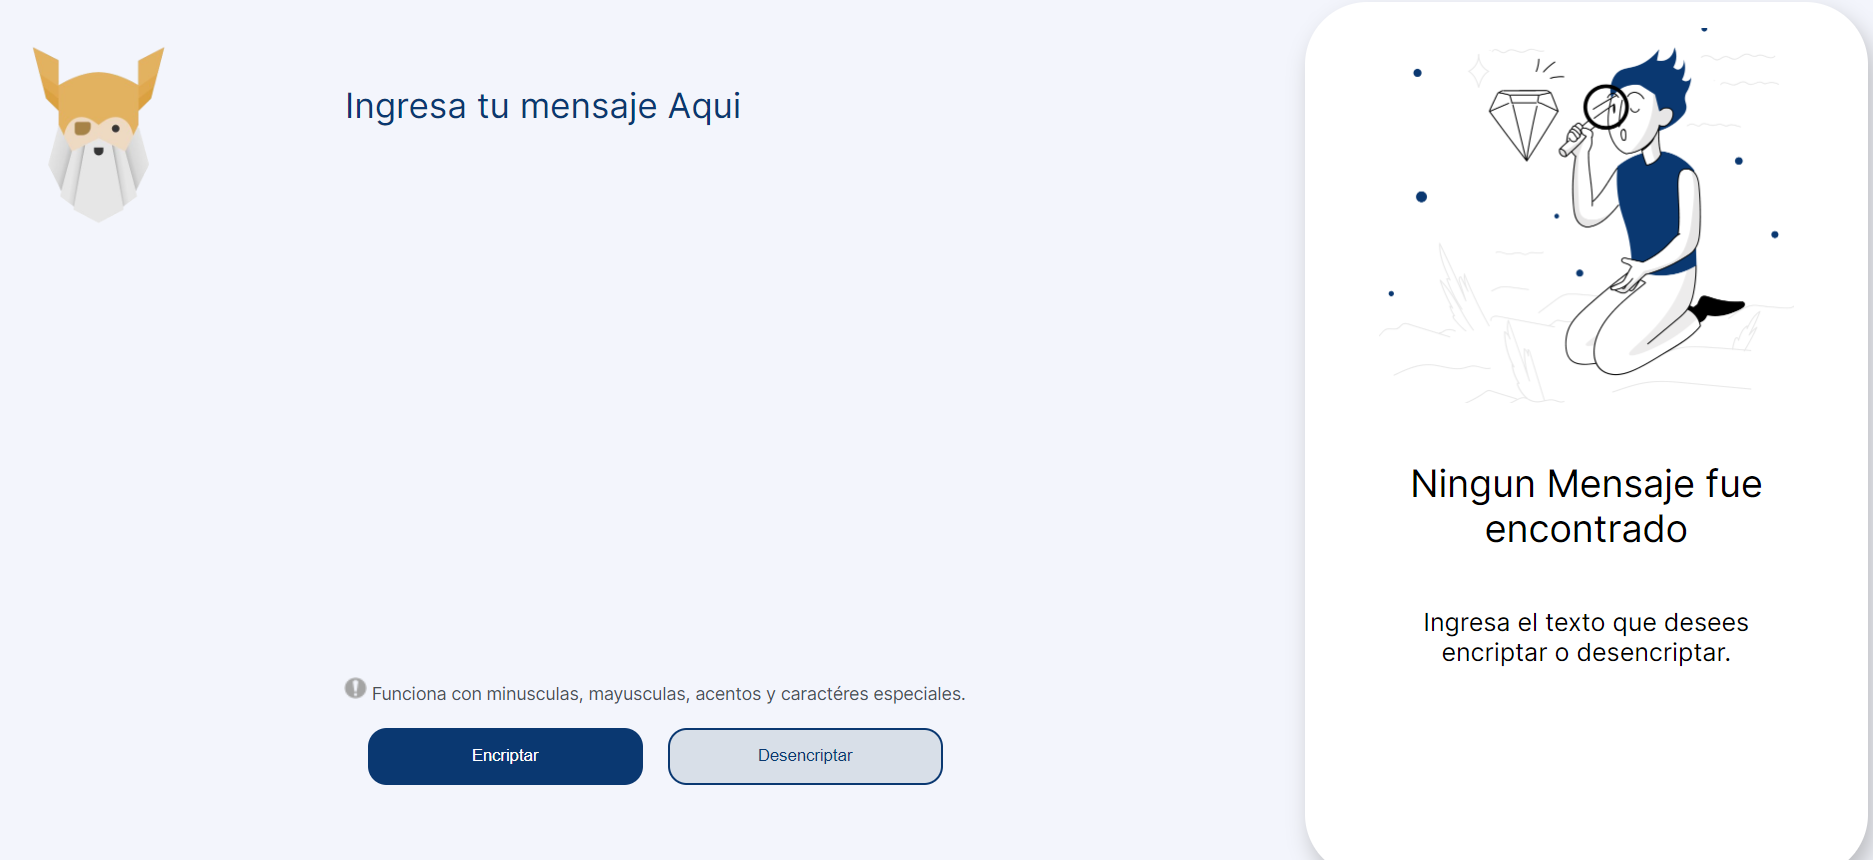 Ingresa tu mensaje Aqui
Funciona con minusculas, mayusculas, acentos y caractéres especiales.
Encriptar
Desencriptar
Ningun Mensaje fue
encontrado
Ingresa el texto que desees
encriptar o desencriptar.